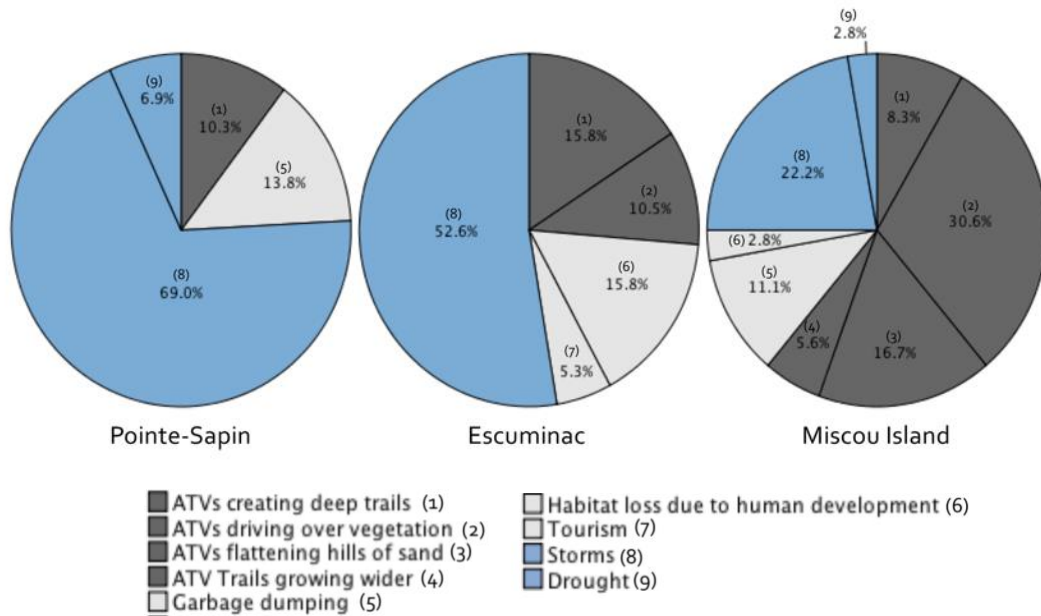 (9)
6.9%
(1)
10.3%
(5)
13.8%
(8)
69.0%
Pointe-Sapin
(1)
15.8%
(2)
10.5%
(8)
52.6%
(6)
15.8%
(7)
5.3%
Escuminac
(9)
2.8%
(1)
8.3%
(8)
22.2%
(2)
30.6%
(6) 2.8%
(5)
11.1%
(4)
5.6%
(3)
16.7%
Miscou Island
ATVs creating deep trails (1)
ATVs driving over vegetation (2)
ATVs flattening hills of sand (3)
ATV Trails growing wider (4)
Garbage dumping (5)
Habitat loss due to human development (6)
Tourism (7)
Storms (8)
Drought (9)